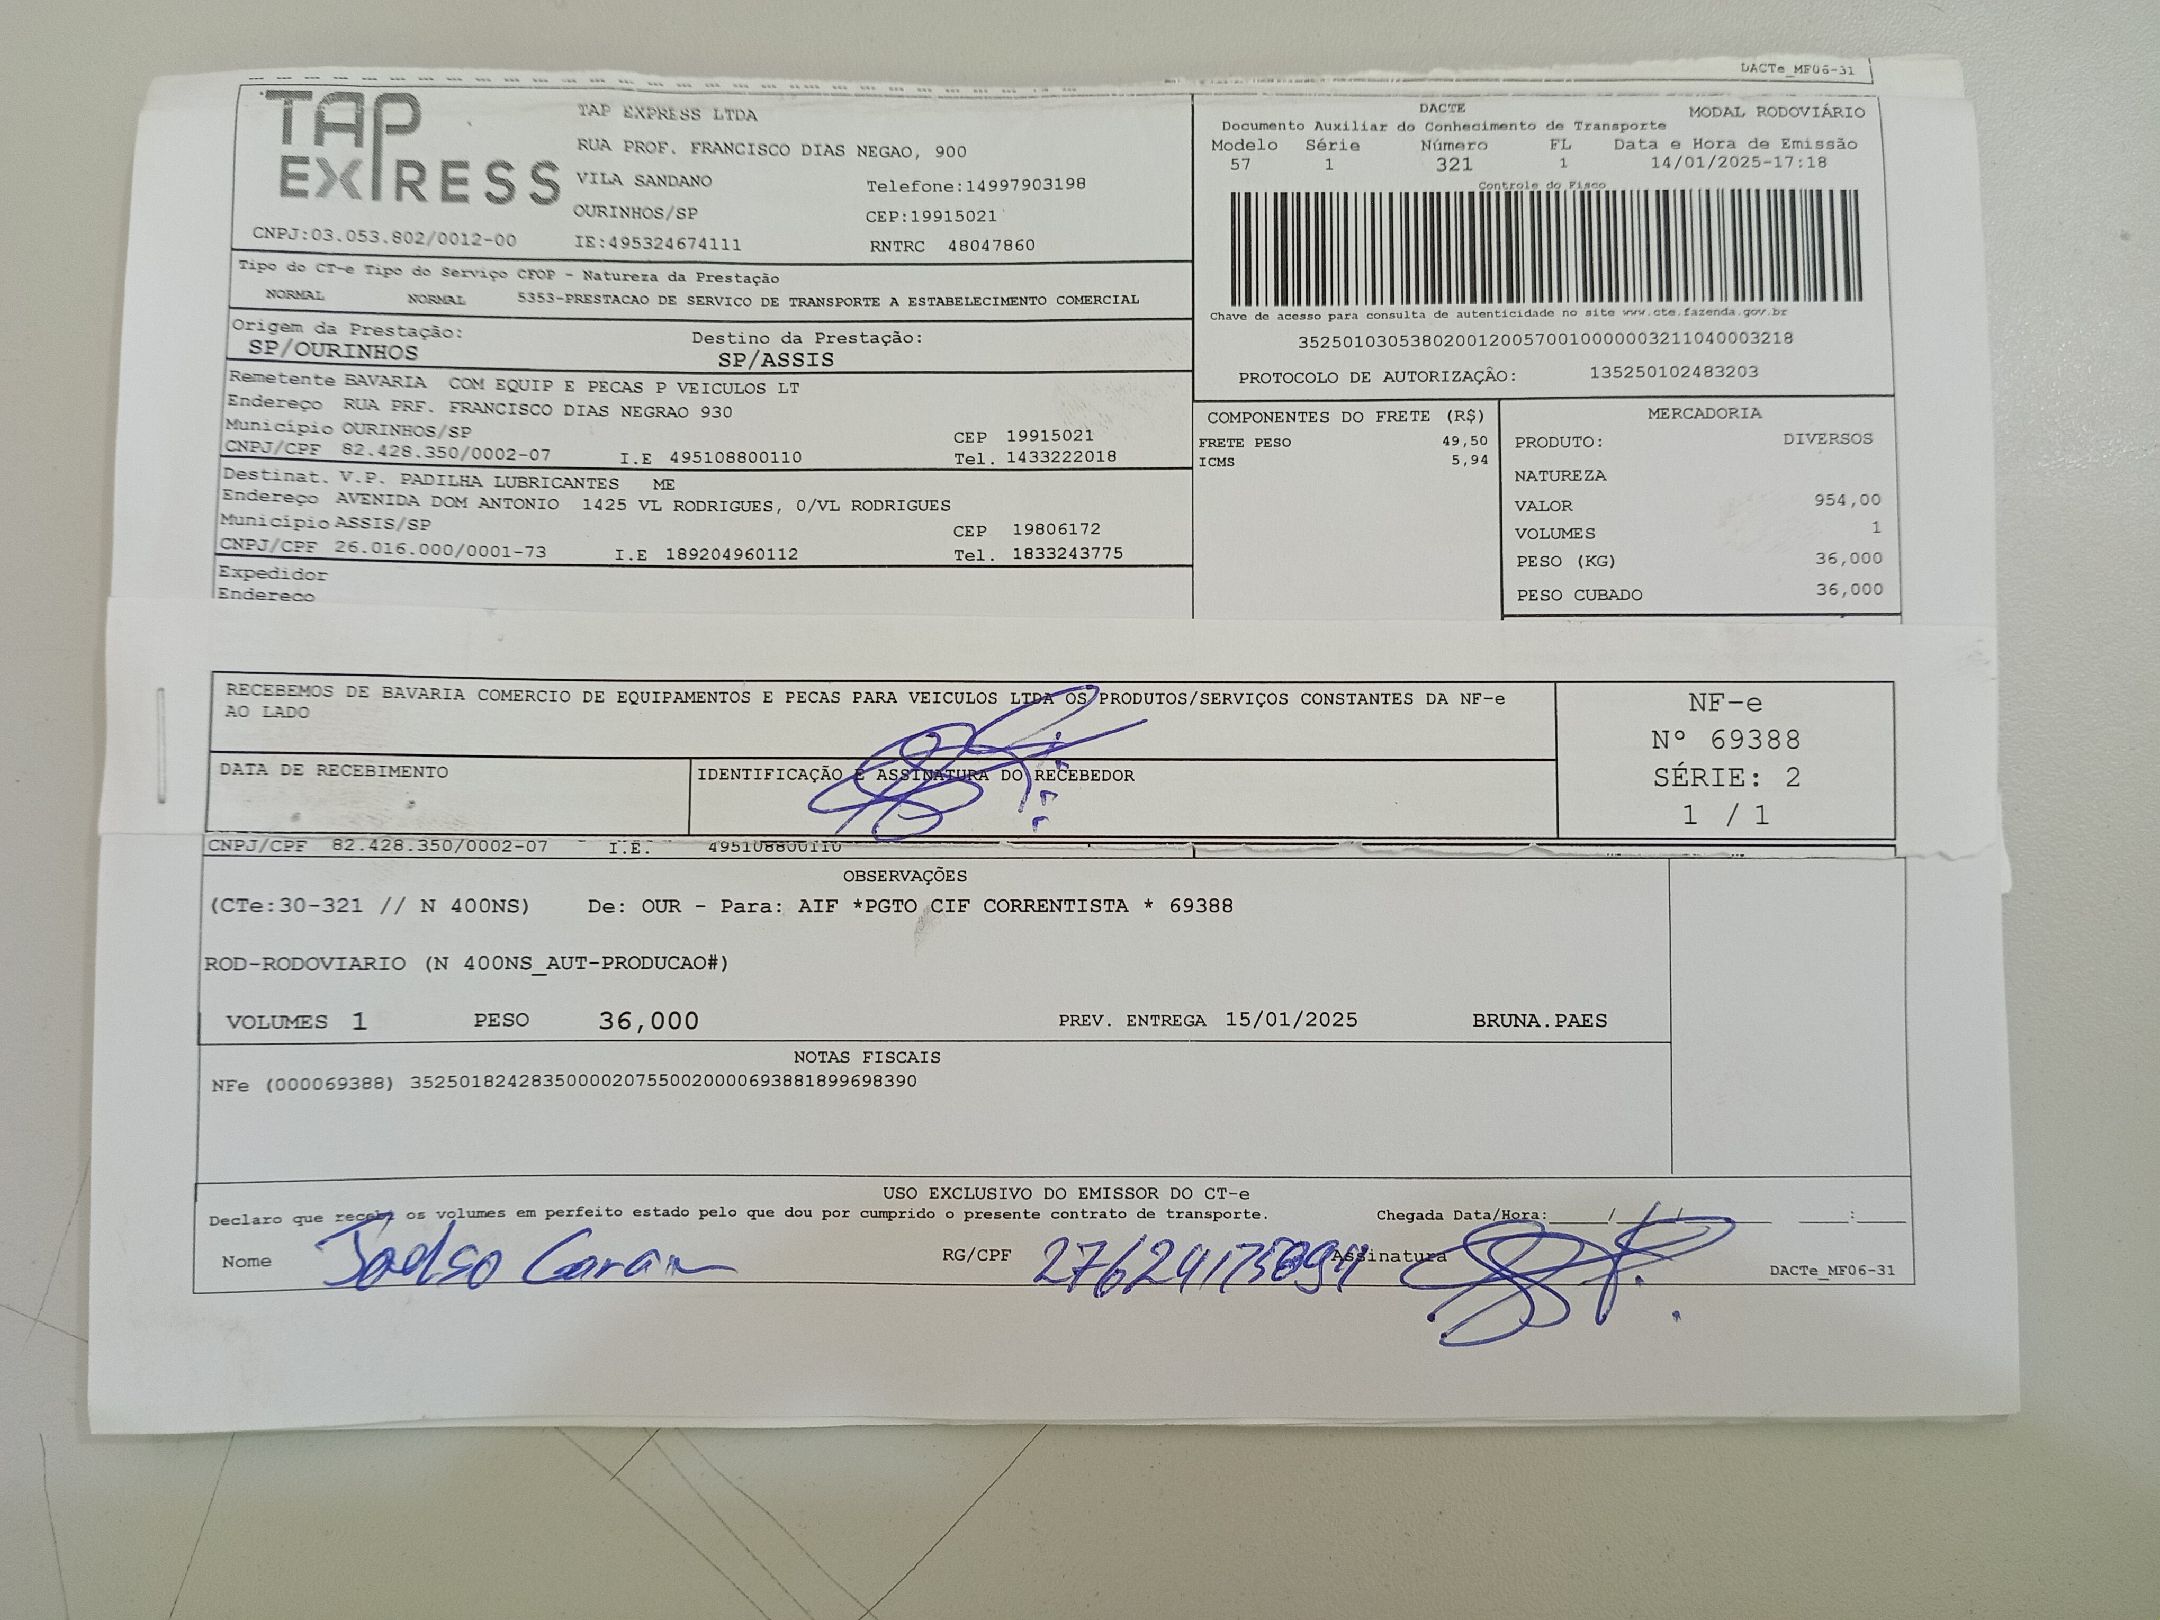 DACTe_MF06-31
TAP EXPRESS
TAP EXPRESS LTDA
RUA PROF. FRANCISCO DIAS NEGAO, 900
VILA SANDANO
Telefone:14997903198
OURINHOS/SP
CEP:19915021
CNPJ:03.053.802/0012-00
IE:495324674111
RNTRC 48047860
DACTE
MODAL RODOVIÁRIO
Documento Auxiliar do Conhecimento de Transporte
Modelo Série Número FL Data e Hora de Emissão
57 1 321 1 14/01/2025-17:18
Controle do Fisco
Chave de acesso para consulta de autenticidade no site www.cte.fazenda.gov.br
35250103053802001200570010000003211040003218
PROTOCOLO DE AUTORIZAÇÃO: 135250102483203
Tipo do CT-e Tipo do Serviço CFOP - Natureza da Prestação
NORMAL NORMAL 5353-PRESTACAO DE SERVICO DE TRANSPORTE A ESTABELECIMENTO COMERCIAL
Origem da Prestação: Destino da Prestação:
SP/OURINHOS SP/ASSIS
Remetente BAVARIA COM EQUIP E PECAS P VEICULOS LT
Endereço RUA PRF. FRANCISCO DIAS NEGRAO 930
Município OURINHOS/SP CEP 19915021
CNPJ/CPF 82.428.350/0002-07 I.E 495108800110 Tel. 1433222018
Destinat. V.P. PADILHA LUBRICANTES ME
Endereço AVENIDA DOM ANTONIO 1425 VL RODRIGUES, 0/VL RODRIGUES
Município ASSIS/SP CEP 19806172
CNPJ/CPF 26.016.000/0001-73 I.E 189204960112 Tel. 1833243775
Expedidor
Endereço
COMPONENTES DO FRETE (R$)
FRETE PESO 49,50
ICMS 5,94
MERCADORIA
PRODUTO: DIVERSOS
NATUREZA
VALOR 954,00
VOLUMES 1
PESO (KG) 36,000
PESO CUBADO 36,000
RECEBEMOS DE BAVARIA COMERCIO DE EQUIPAMENTOS E PECAS PARA VEICULOS LTDA OS PRODUTOS/SERVIÇOS CONSTANTES DA NF-e
AO LADO
DATA DE RECEBIMENTO
IDENTIFICAÇÃO E ASSINATURA DO RECEBEDOR
NF-e
Nº 69388
SÉRIE: 2
1 / 1
CNPJ/CPF 82.428.350/0002-07 I.E. 495108800110
OBSERVAÇÕES
(CTe:30-321 // N 400NS) De: OUR - Para: AIF *PGTO CIF CORRENTISTA * 69388
ROD-RODOVIARIO (N 400NS_AUT-PRODUCAO#)
VOLUMES 1 PESO 36,000 PREV. ENTREGA 15/01/2025 BRUNA.PAES
NOTAS FISCAIS
NFe (000069388) 35250182428350000207550020000693881899698390
USO EXCLUSIVO DO EMISSOR DO CT-e
Declaro que recebi os volumes em perfeito estado pelo que dou por cumprido o presente contrato de transporte. Chegada Data/Hora: ____/____/____ ____:____
Nome RG/CPF Assinatura
DACTe_MF06-31